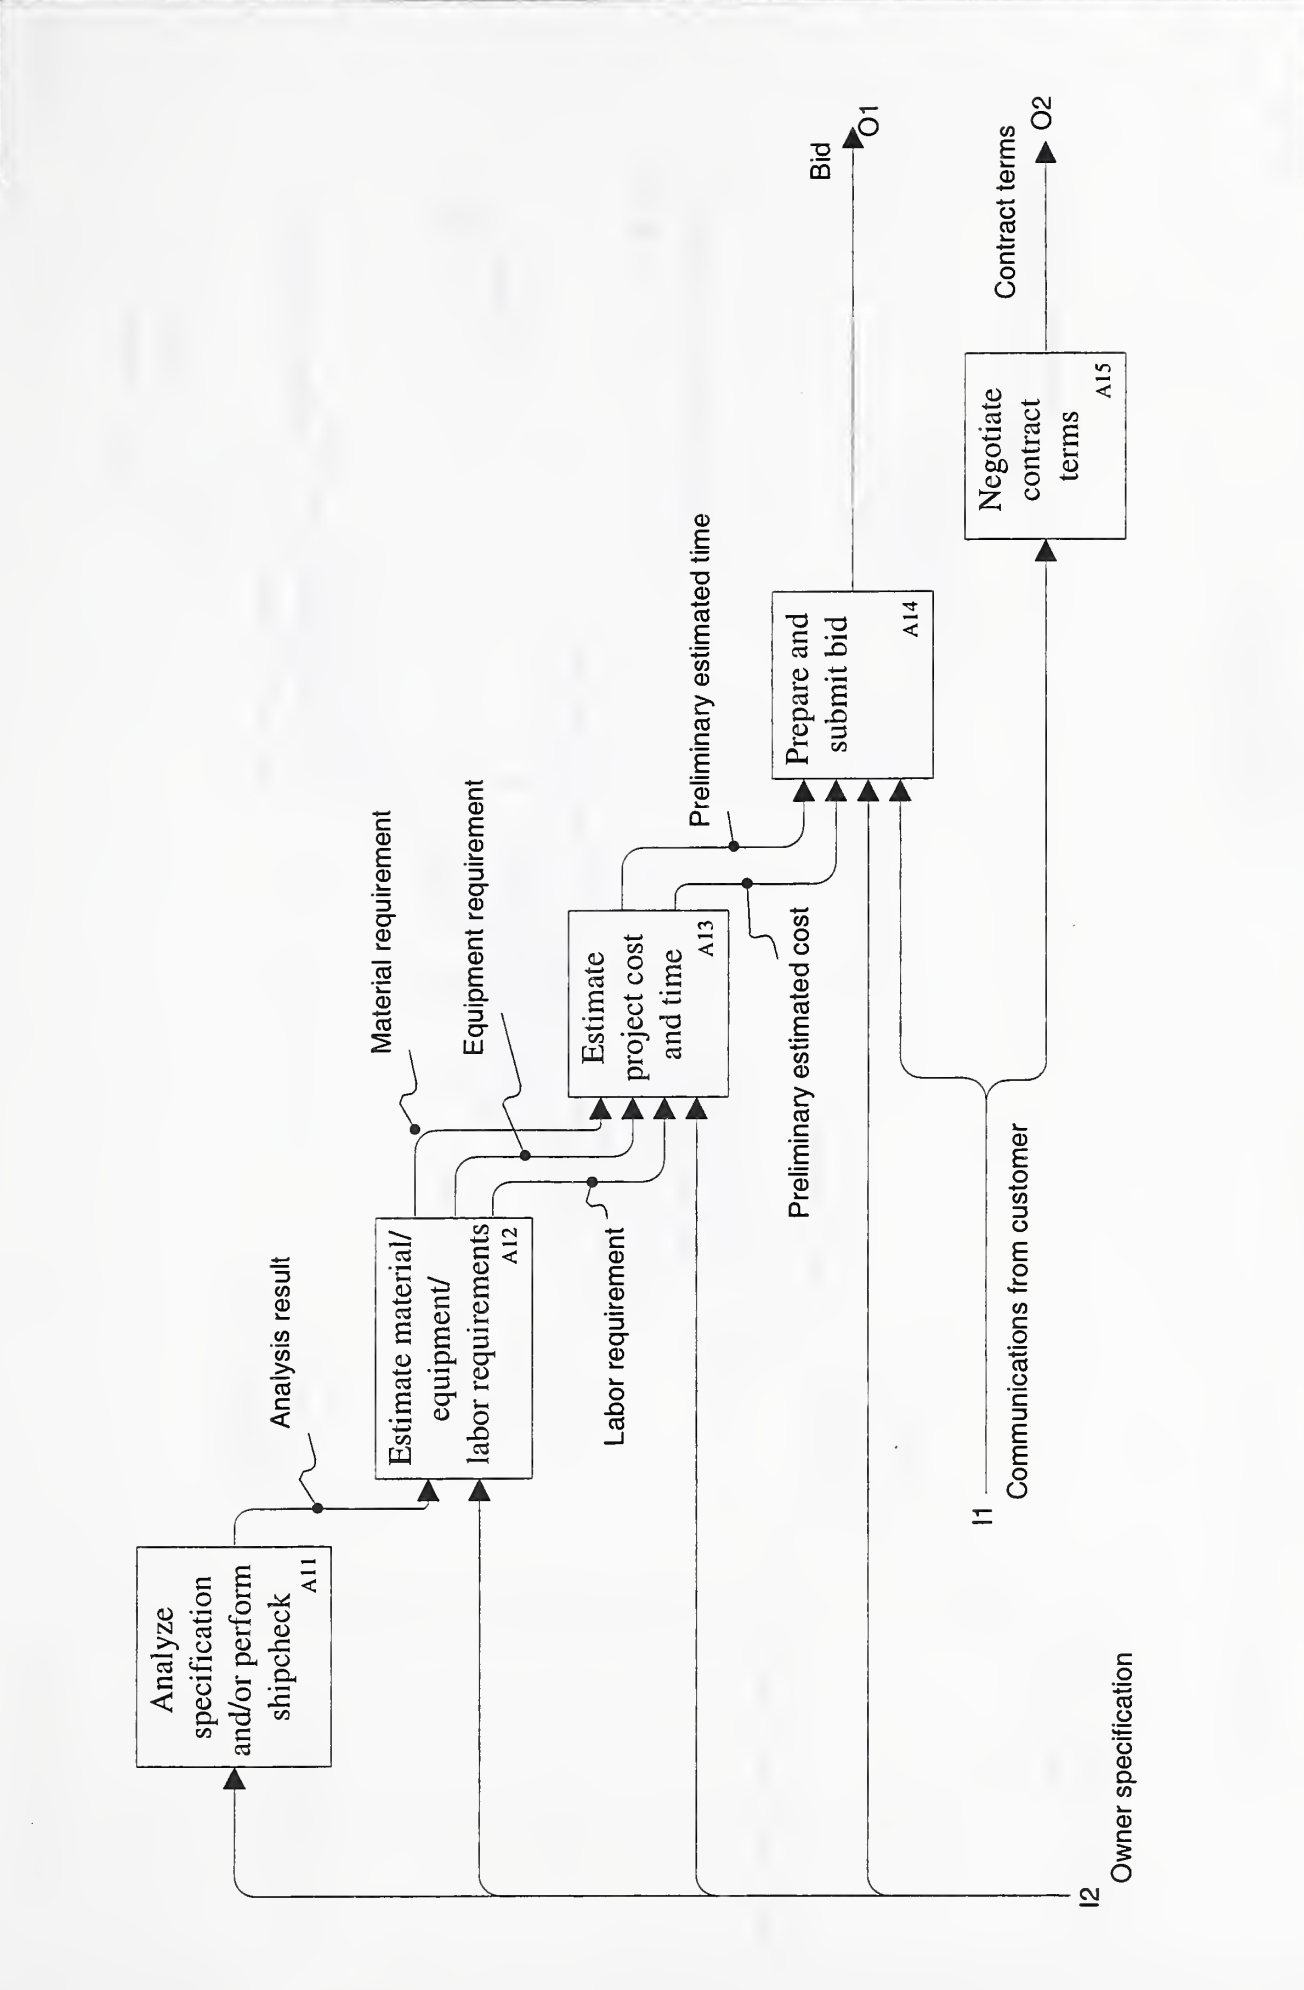 Analyze
specification
and/or perform
shipcheck
A11
Analysis result
Estimate material/
equipment/
labor requirements
A12
Material requirement
Equipment requirement
Labor requirement
Estimate
project cost
and time
A13
Preliminary estimated time
Preliminary estimated cost
Prepare and
submit bid
A14
Bid
O1
Negotiate
contract
terms
A15
Contract terms
O2
I1
Communications from customer
I2
Owner specification